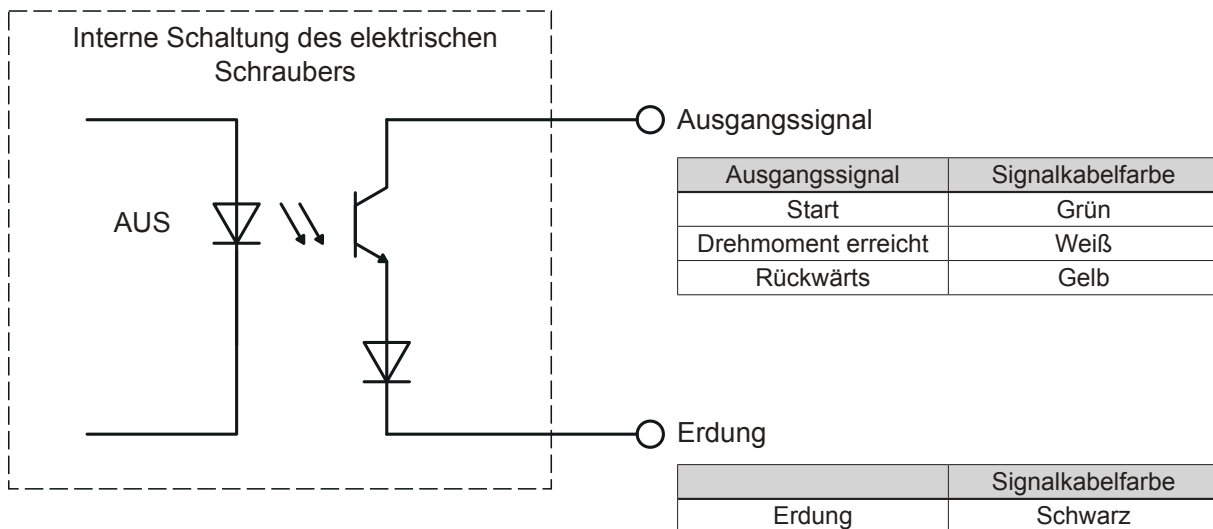 Interne Schaltung des elektrischen
Schraubers
Ausgangssignal
AUS
Ausgangssignal Signalkabelfarbe
Start Grün
Drehmoment erreicht Weiß
Rückwärts Gelb
Erdung
Signalkabelfarbe
Erdung Schwarz